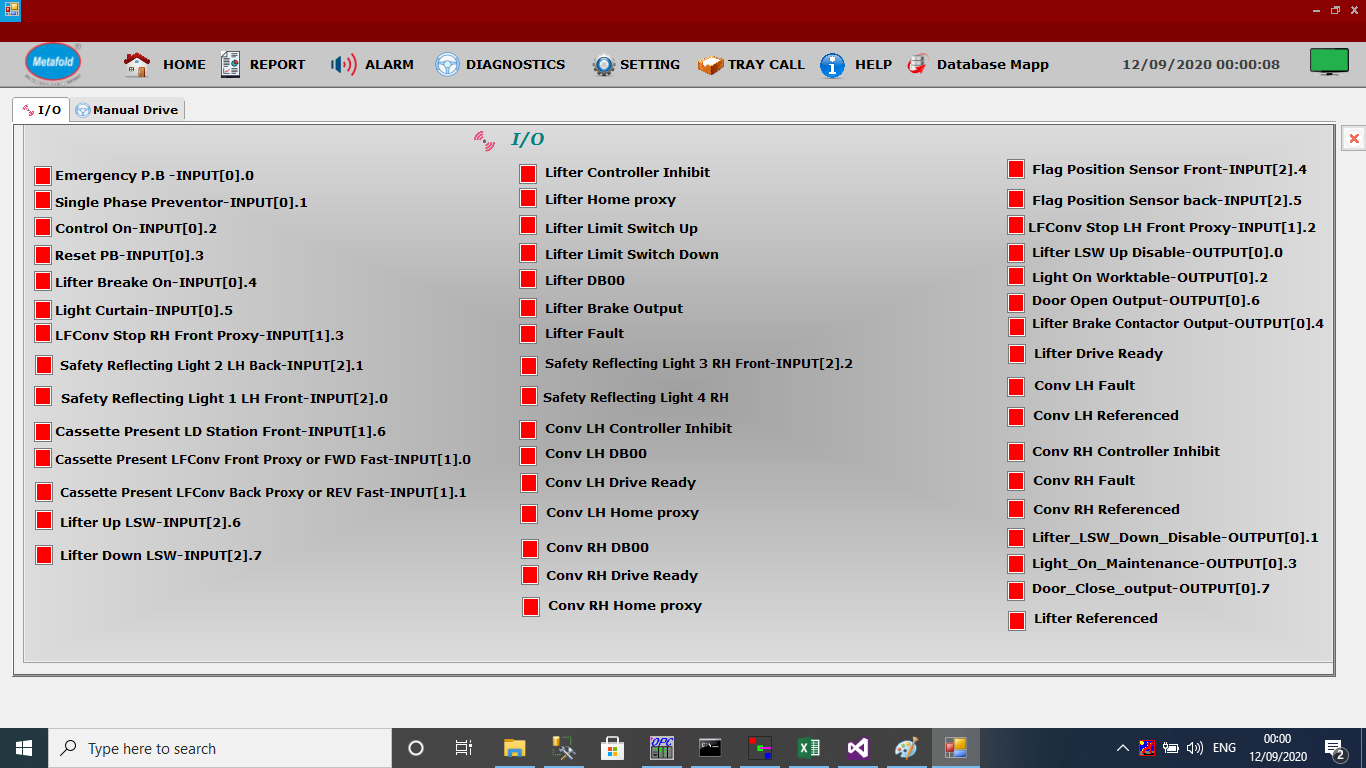 Metafold
HOME
REPORT
ALARM
DIAGNOSTICS
SETTING
TRAY CALL
HELP
Database Mapp
12/09/2020 00:00:08
I/O
Manual Drive
I/O
Emergency P.B -INPUT[0].0
Single Phase Preventor-INPUT[0].1
Control On-INPUT[0].2
Reset PB-INPUT[0].3
Lifter Breake On-INPUT[0].4
Light Curtain-INPUT[0].5
LFConv Stop RH Front Proxy-INPUT[1].3
Safety Reflecting Light 2 LH Back-INPUT[2].1
Safety Reflecting Light 1 LH Front-INPUT[2].0
Cassette Present LD Station Front-INPUT[1].6
Cassette Present LFConv Front Proxy or FWD Fast-INPUT[1].0
Cassette Present LFConv Back Proxy or REV Fast-INPUT[1].1
Lifter Up LSW-INPUT[2].6
Lifter Down LSW-INPUT[2].7
Lifter Controller Inhibit
Lifter Home proxy
Lifter Limit Switch Up
Lifter Limit Switch Down
Lifter DB00
Lifter Brake Output
Lifter Fault
Safety Reflecting Light 3 RH Front-INPUT[2].2
Safety Reflecting Light 4 RH
Conv LH Controller Inhibit
Conv LH DB00
Conv LH Drive Ready
Conv LH Home proxy
Conv RH DB00
Conv RH Drive Ready
Conv RH Home proxy
Flag Position Sensor Front-INPUT[2].4
Flag Position Sensor back-INPUT[2].5
LFConv Stop LH Front Proxy-INPUT[1].2
Lifter LSW Up Disable-OUTPUT[0].0
Light On Worktable-OUTPUT[0].2
Door Open Output-OUTPUT[0].6
Lifter Brake Contactor Output-OUTPUT[0].4
Lifter Drive Ready
Conv LH Fault
Conv LH Referenced
Conv RH Controller Inhibit
Conv RH Fault
Conv RH Referenced
Lifter_LSW_Down_Disable-OUTPUT[0].1
Light_On_Maintenance-OUTPUT[0].3
Door_Close_output-OUTPUT[0].7
Lifter Referenced
Type here to search
OPC
ENG
00:00
12/09/2020
2